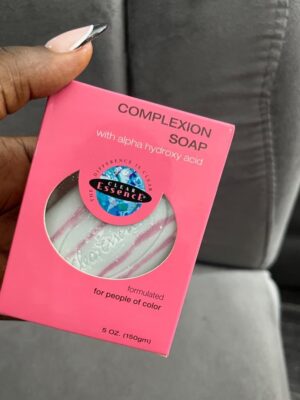 COMPLEXION
SOAP
with alpha hydroxy acid
THE DIFFERENCE IS CLEAR
CLEAR
ESSENCE
formulated
for people of color
5 OZ. (150gm)